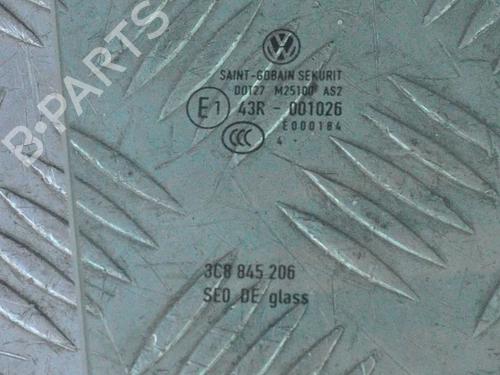 B-PARTS
SAINT-GOBAIN SEKURIT
DOT27 M25100 AS2
E1 43R - 001026
E000184
CCC 4
3C8 845 206
SEO DE glass